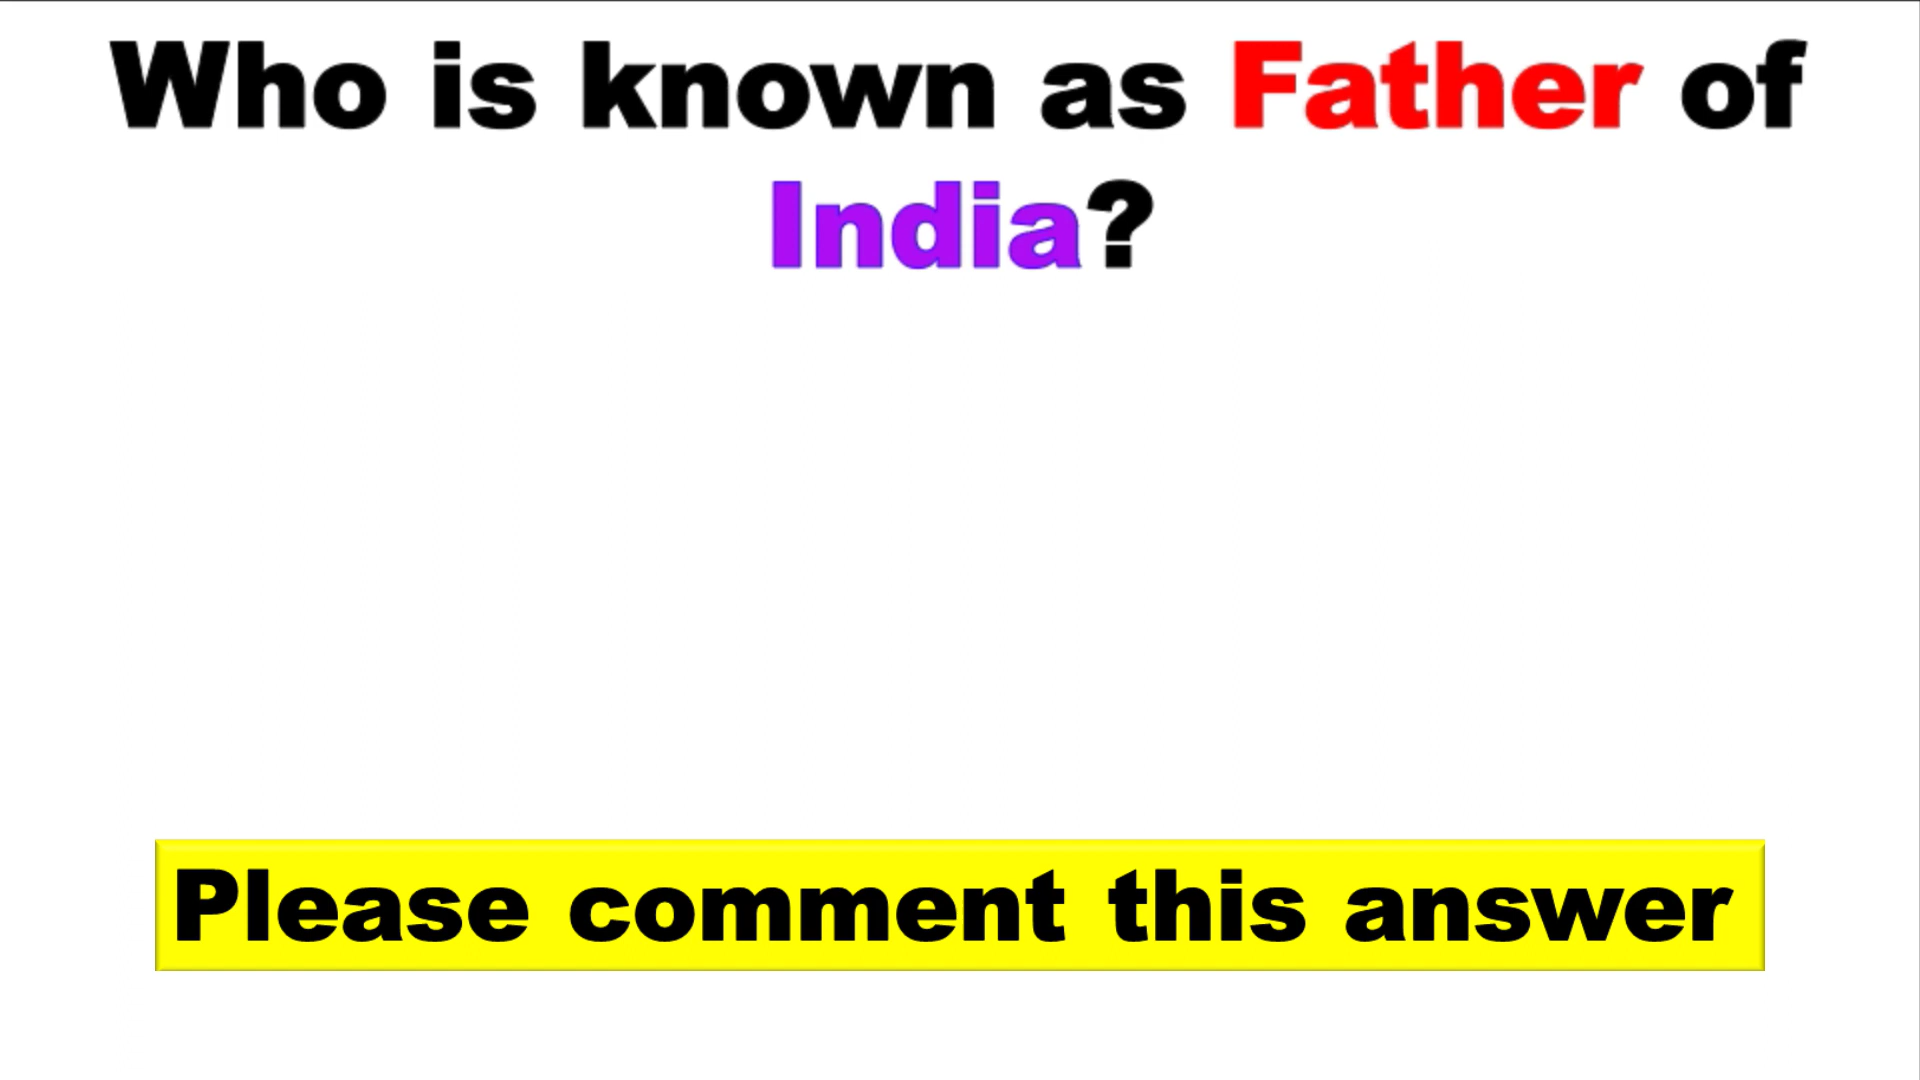 Who is known as Father of
India?
Please comment this answer